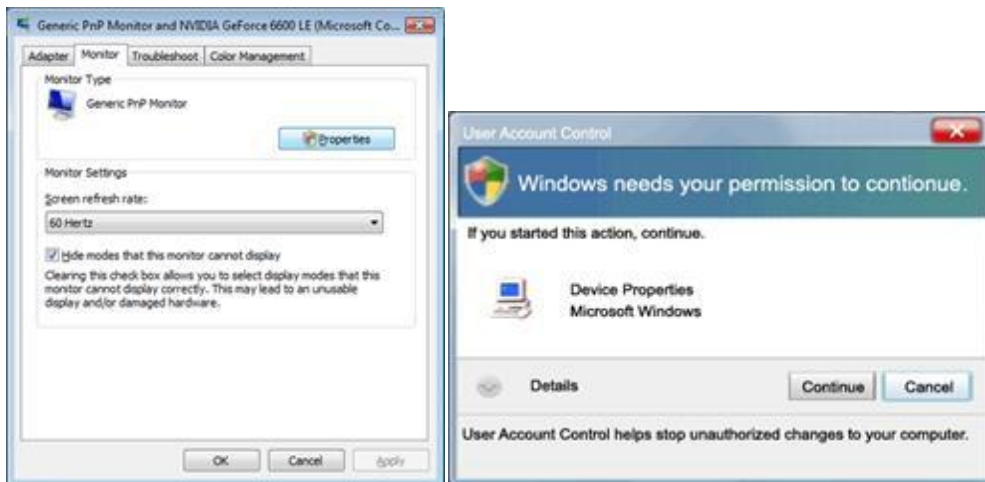 Generic PnP Monitor and NVIDIA GeForce 6600 LE (Microsoft Co...
Adapter Monitor Troubleshoot Color Management
Monitor Type
Generic PnP Monitor
Properties
Monitor Settings
Screen refresh rate:
60 Hertz
Hide modes that this monitor cannot display
Clearing this check box allows you to select display modes that this
monitor cannot display correctly. This may lead to an unusable
display and/or damaged hardware.
OK Cancel Apply
User Account Control
Windows needs your permission to contionue.
If you started this action, continue.
Device Properties
Microsoft Windows
Details Continue Cancel
User Account Control helps stop unauthorized changes to your computer.